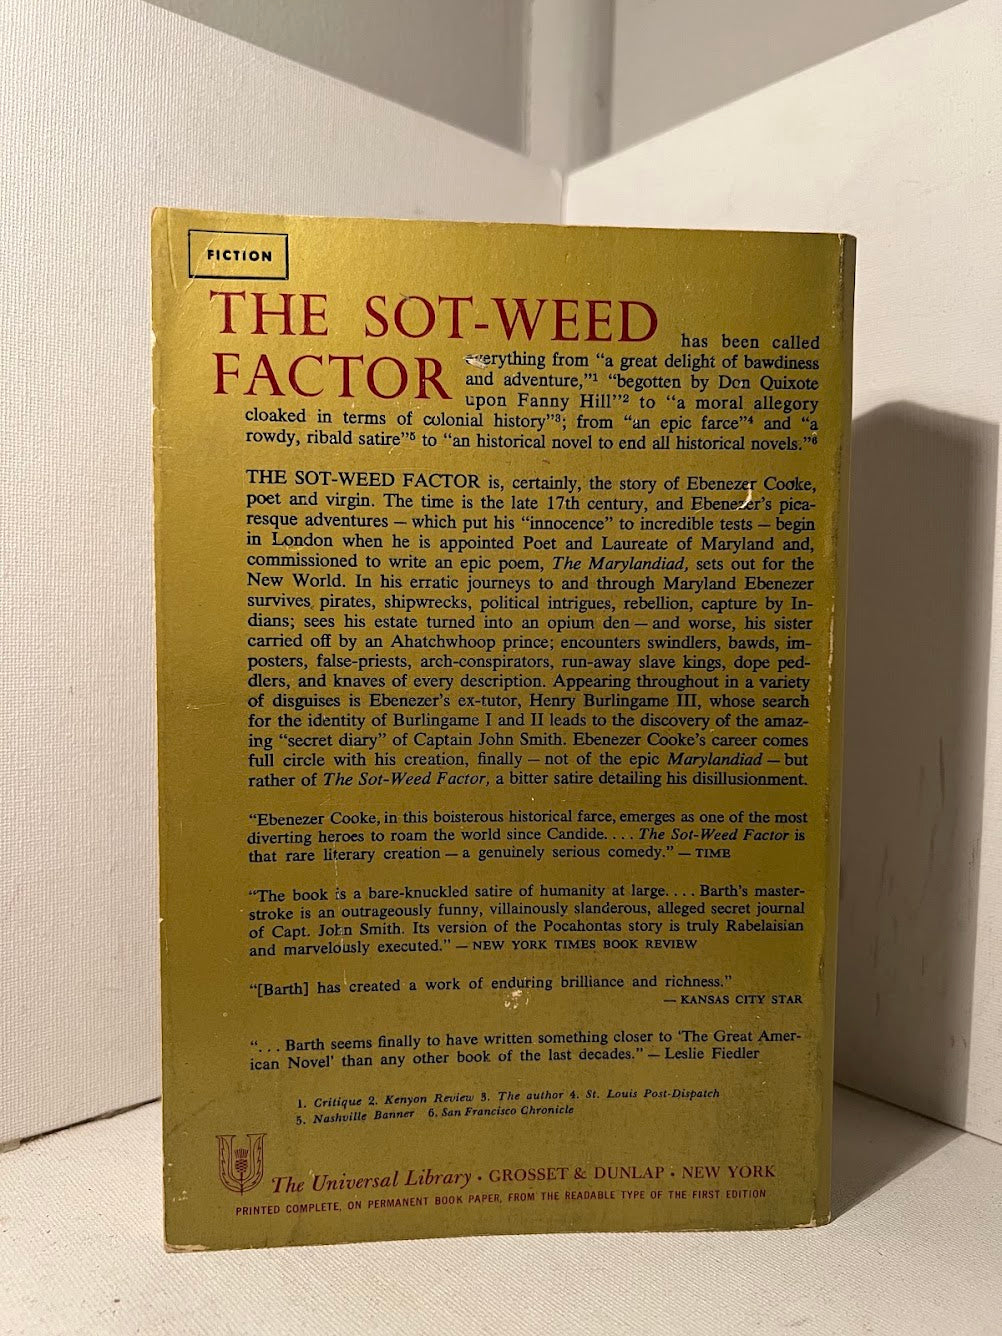 FICTION
THE SOT-WEED
FACTOR
has been called
everything from “a great delight of bawdiness
and adventure,”¹ “begotten by Don Quixote
upon Fanny Hill”² to “a moral allegory
cloaked in terms of colonial history”³; from “an epic farce”⁴ and “a
rowdy, ribald satire”⁵ to “an historical novel to end all historical novels.”⁶
THE SOT-WEED FACTOR is, certainly, the story of Ebenezer Cooke,
poet and virgin. The time is the late 17th century, and Ebenezer’s pica-
resque adventures — which put his “innocence” to incredible tests — begin
in London when he is appointed Poet and Laureate of Maryland and,
commissioned to write an epic poem, The Marylandiad, sets out for the
New World. In his erratic journeys to and through Maryland Ebenezer
survives pirates, shipwrecks, political intrigues, rebellion, capture by In-
dians; sees his estate turned into an opium den — and worse, his sister
carried off by an Ahatchwhoop prince; encounters swindlers, bawds, im-
posters, false-priests, arch-conspirators, run-away slave kings, dope ped-
dlers, and knaves of every description. Appearing throughout in a variety
of disguises is Ebenezer’s ex-tutor, Henry Burlingame III, whose search
for the identity of Burlingame I and II leads to the discovery of the amaz-
ing “secret diary” of Captain John Smith. Ebenezer Cooke’s career comes
full circle with his creation, finally — not of the epic Marylandiad — but
rather of The Sot-Weed Factor, a bitter satire detailing his disillusionment.
“Ebenezer Cooke, in this boisterous historical farce, emerges as one of the most
diverting heroes to roam the world since Candide. . . . The Sot-Weed Factor is
that rare literary creation — a genuinely serious comedy.” — TIME
“The book is a bare-knuckled satire of humanity at large. . . . Barth’s master-
stroke is an outrageously funny, villainously slanderous, alleged secret journal
of Capt. John Smith. Its version of the Pocahontas story is truly Rabelaisian
and marvelously executed.” — NEW YORK TIMES BOOK REVIEW
“[Barth] has created a work of enduring brilliance and richness.”
— KANSAS CITY STAR
“. . . Barth seems finally to have written something closer to ‘The Great Amer-
ican Novel’ than any other book of the last decades.” — Leslie Fiedler
1. Critique 2. Kenyon Review 3. The author 4. St. Louis Post-Dispatch
5. Nashville Banner 6. San Francisco Chronicle
The Universal Library · GROSSET & DUNLAP · NEW YORK
PRINTED COMPLETE, ON PERMANENT BOOK PAPER, FROM THE READABLE TYPE OF THE FIRST EDITION